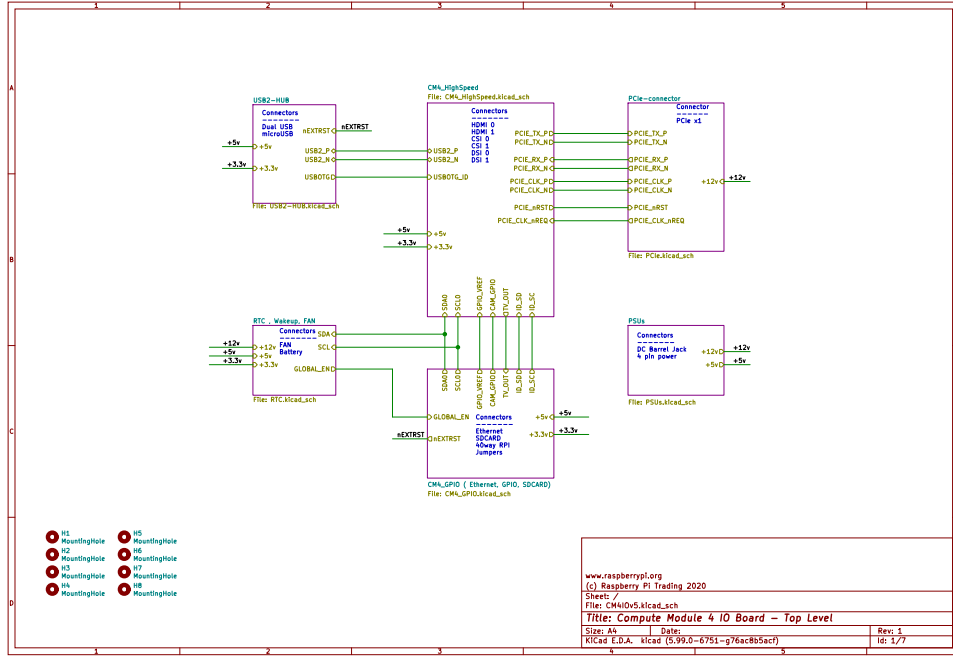 1 2 3 4 5
A
B
C
D
USB2-HUB
Connectors
--------
Dual USB
microUSB
nEXTRST
nEXTRST
+5v
+5v
USB2_P
USB2_N
+3.3v
+3.3v
USBOTG
File: USB2-HUB.kicad_sch
CM4_HighSpeed
File: CM4_HighSpeed.kicad_sch
Connectors
--------
HDMI 0
HDMI 1
CSI 0
CSI 1
DSI 0
DSI 1
USB2_P
USB2_N
USBOTG_ID
+5v
+5v
+3.3v
+3.3v
PCIE_TX_P
PCIE_TX_N
PCIE_RX_P
PCIE_RX_N
PCIE_CLK_P
PCIE_CLK_N
PCIE_nRST
PCIE_CLK_nREQ
SDA0
SCL0
GPIO_VREF
CAM_GPIO
TV_OUT
ID_SD
ID_SC
PCIe-connector
Connector
--------
PCIe x1
PCIE_TX_P
PCIE_TX_N
PCIE_RX_P
PCIE_RX_N
PCIE_CLK_P
PCIE_CLK_N
PCIE_nRST
PCIE_CLK_nREQ
+12v
+12v
File: PCIe.kicad_sch
RTC , Wakeup, FAN
Connectors
--------
FAN
Battery
SDA
SCL
GLOBAL_EN
+12v
+12v
+5v
+5v
+3.3v
+3.3v
File: RTC.kicad_sch
PSUs
Connectors
--------
DC Barrel Jack
4 pin power
+12v
+12v
+5v
+5v
File: PSUs.kicad_sch
SDA0
SCL0
GPIO_VREF
CAM_GPIO
TV_OUT
ID_SD
ID_SC
GLOBAL_EN
nEXTRST
nEXTRST
Connectors
--------
Ethernet
SDCARD
40way RPI
Jumpers
+5v
+5v
+3.3v
+3.3v
CM4_GPIO ( Ethernet, GPIO, SDCARD)
File: CM4_GPIO.kicad_sch
H1
MountingHole
H2
MountingHole
H3
MountingHole
H4
MountingHole
H5
MountingHole
H6
MountingHole
H7
MountingHole
H8
MountingHole
www.raspberrypi.org
(c) Raspberry Pi Trading 2020
Sheet: /
File: CM4IOv5.kicad_sch
Title: Compute Module 4 IO Board - Top Level
Size: A4 Date: Rev: 1
KiCad E.D.A. kicad (5.99.0-6751-g76ac8b5acf) Id: 1/7
1 2 3 4 5